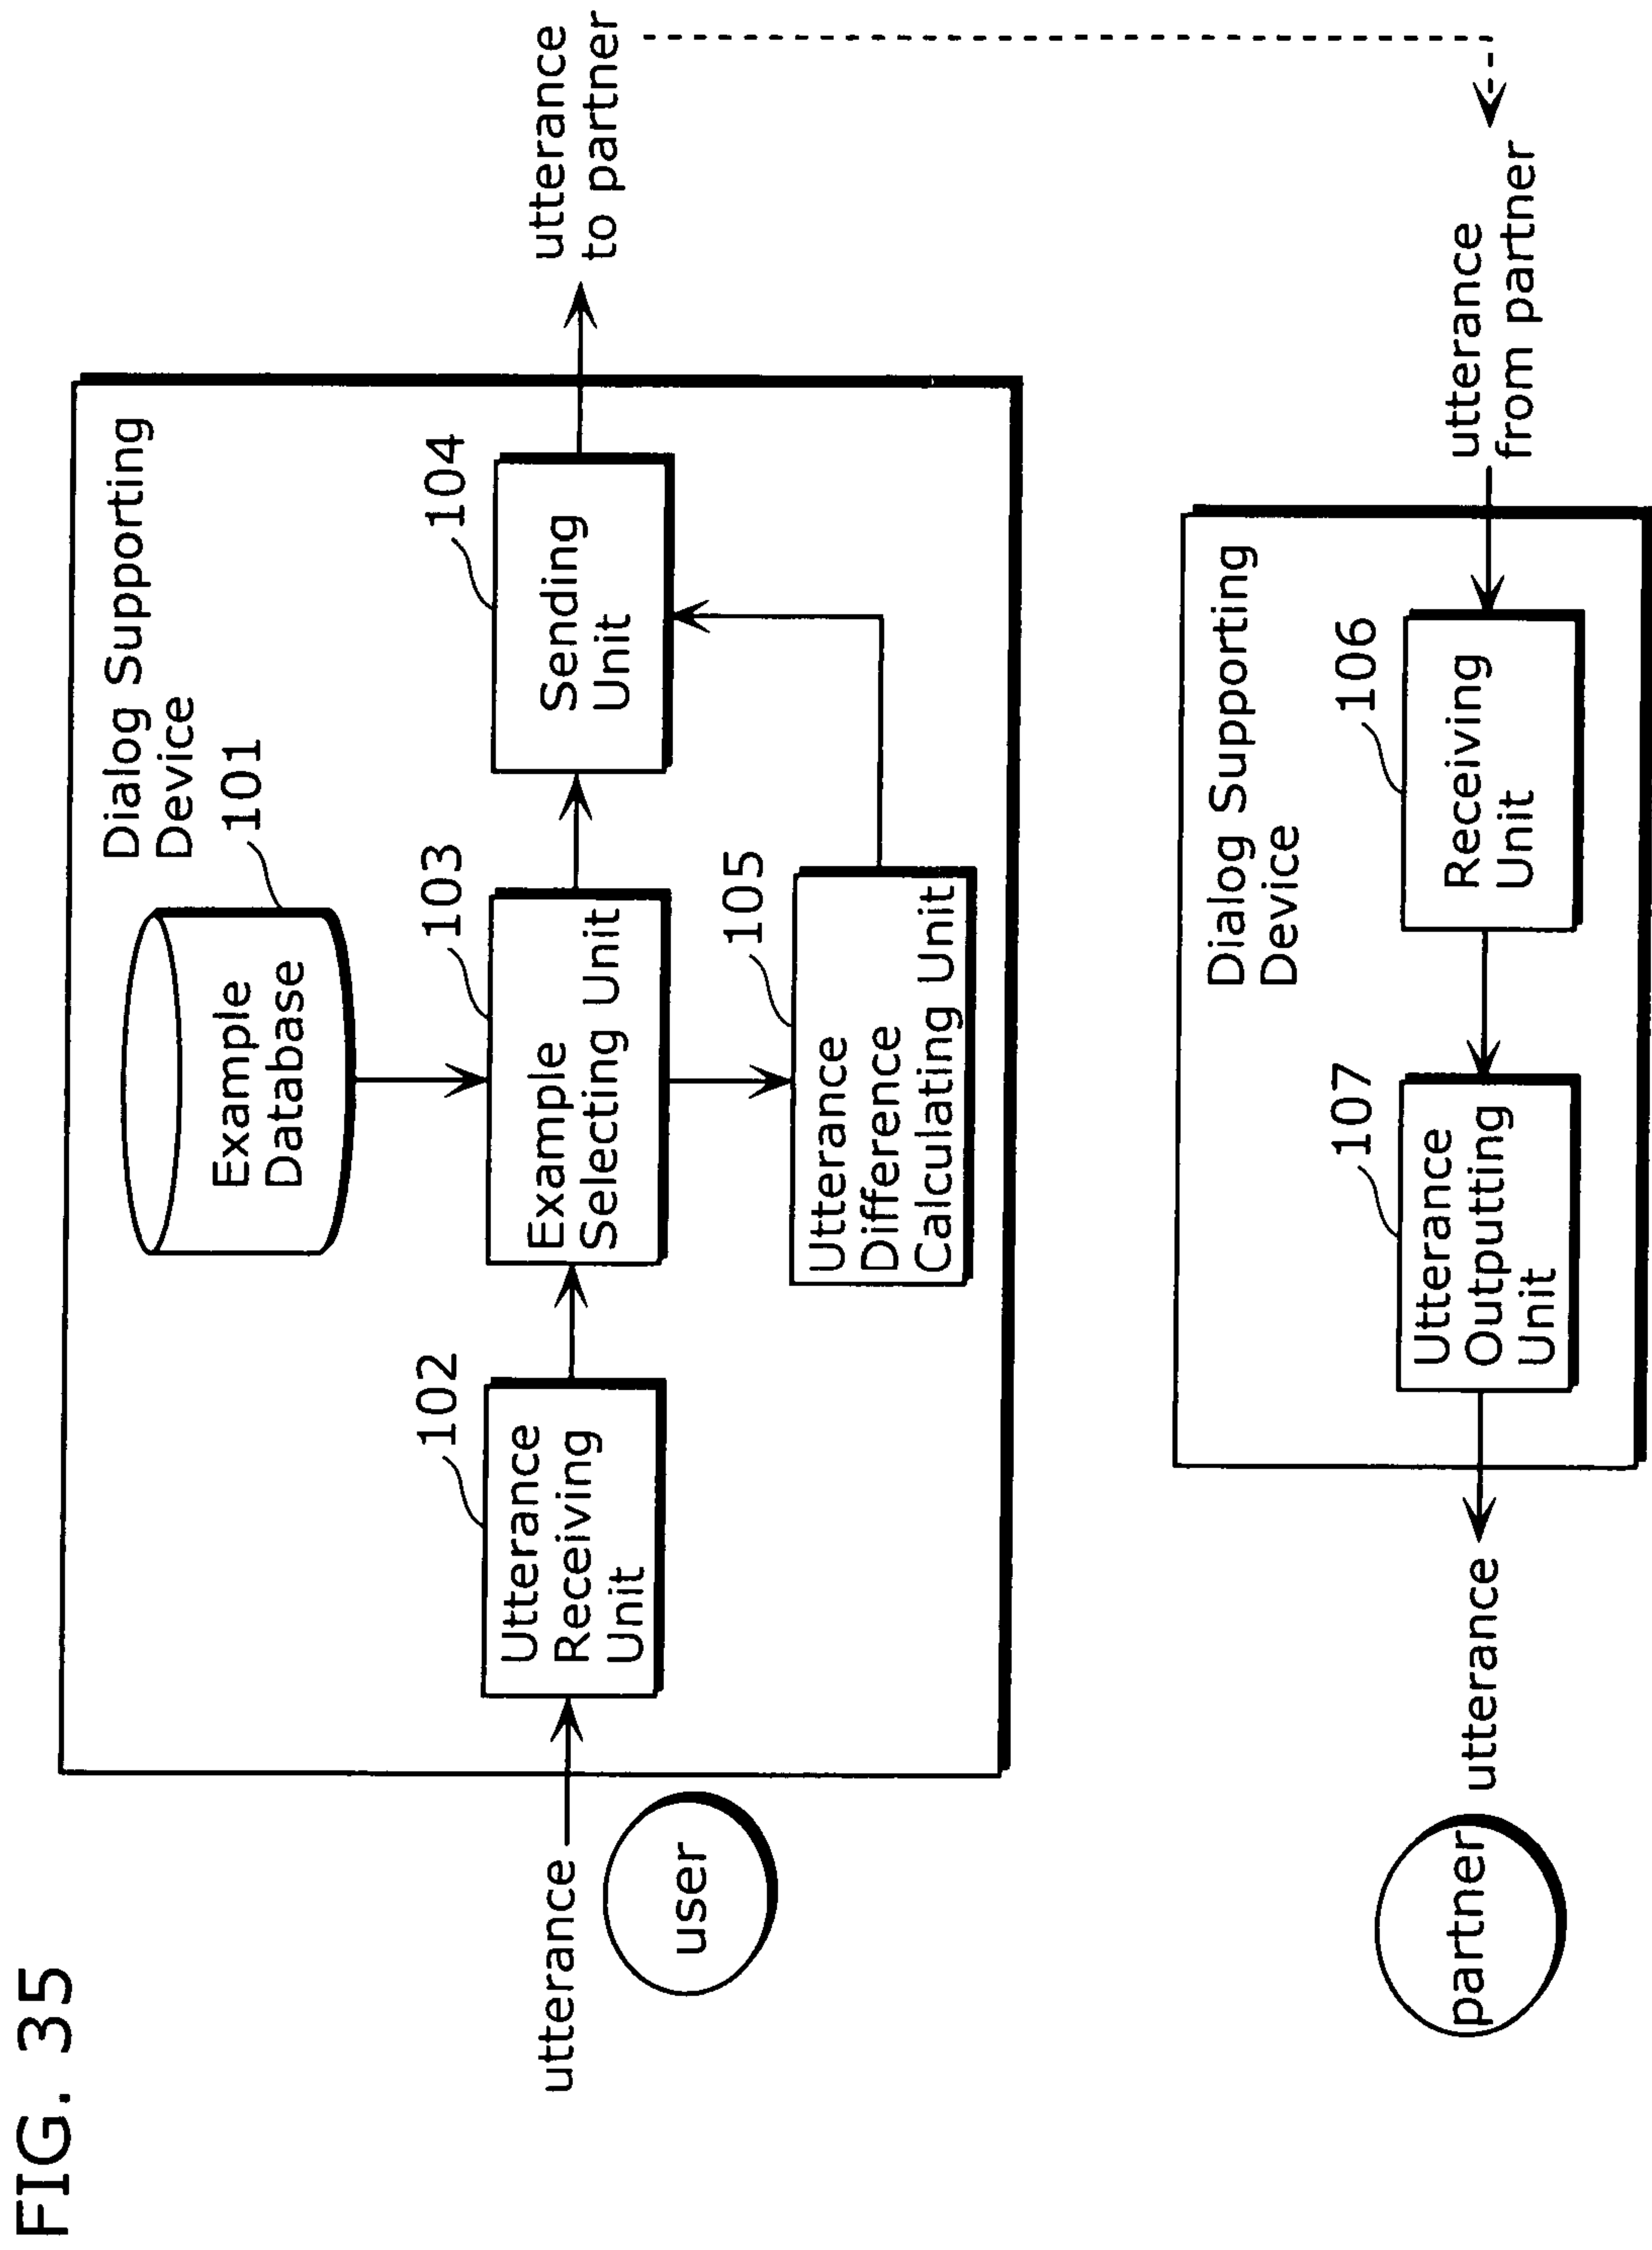 FIG. 35
Dialog Supporting
Device
101
Example
Database
102
103
104
utterance
Utterance
Receiving
Unit
Example
Selecting Unit
Sending
Unit
utterance
to partner
user
105
Utterance
Difference
Calculating Unit
Dialog Supporting
Device
107
106
partner
utterance
Utterance
Outputting
Unit
Receiving
Unit
utterance
from partner